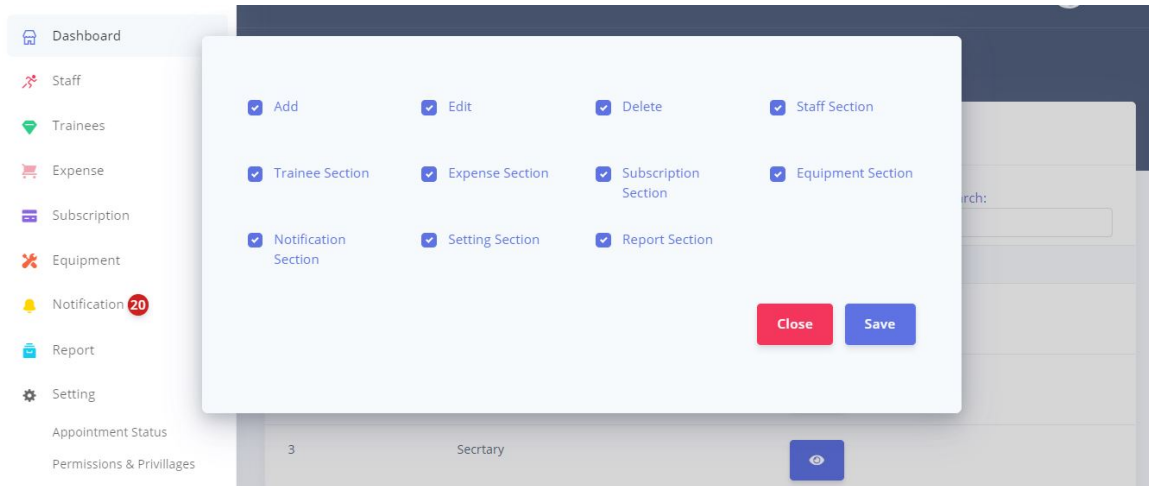 Dashboard
Staff
Trainees
Expense
Subscription
Equipment
Notification 20
Report
Setting
Appointment Status
Permissions & Privillages
Add
Edit
Delete
Staff Section
Trainee Section
Expense Section
Subscription
Section
Equipment Section
Notification
Section
Setting Section
Report Section
Close
Save
rch:
3
Secrtary